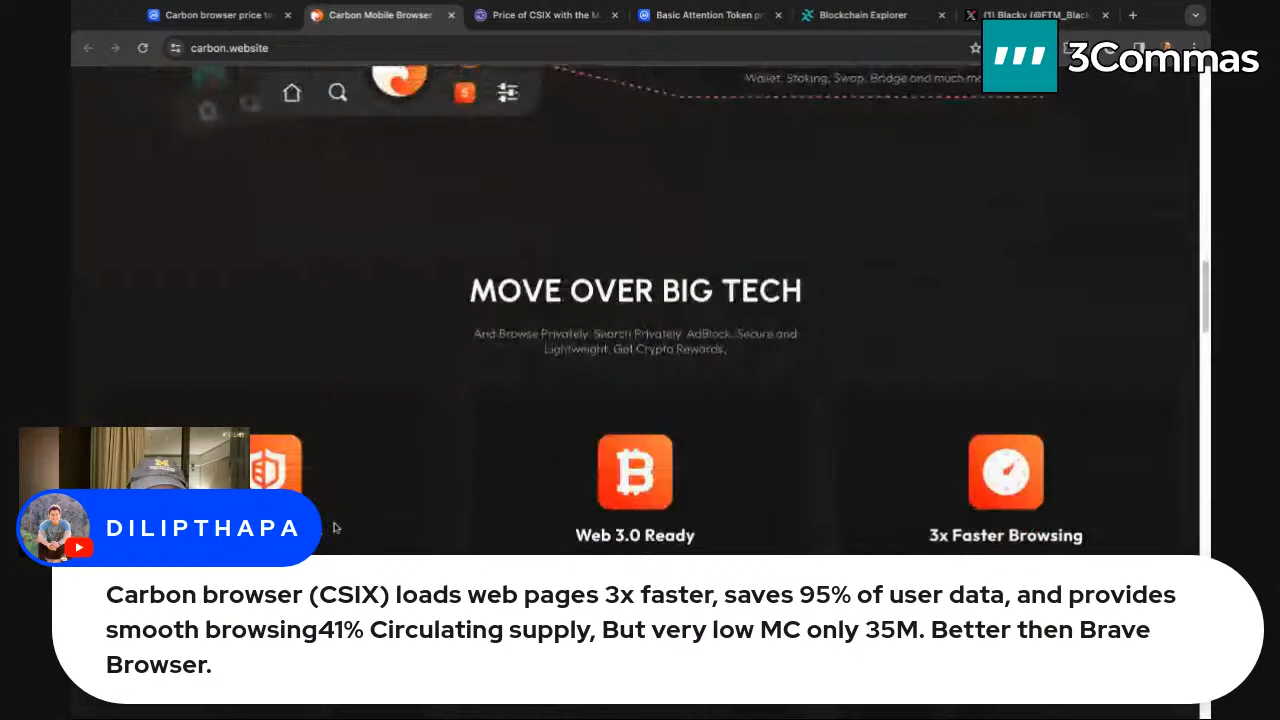 Carbon browser price to
Carbon Mobile Browser
Price of CSIX with the M
Basic Attention Token p
Blockchain Explorer
(1) Blacky (@FTM_Black
carbon.website
3Commas
Wallet, Staking, Swap, Bridge and much m
MOVE OVER BIG TECH
And Browse Privately, Search Privately, AdBlock, Secure and
Lightweight, Get Crypto Rewards,
Web 3.0 Ready
3x Faster Browsing
DILIPTHAPA
Carbon browser (CSIX) loads web pages 3x faster, saves 95% of user data, and provides
smooth browsing41% Circulating supply, But very low MC only 35M. Better then Brave
Browser.